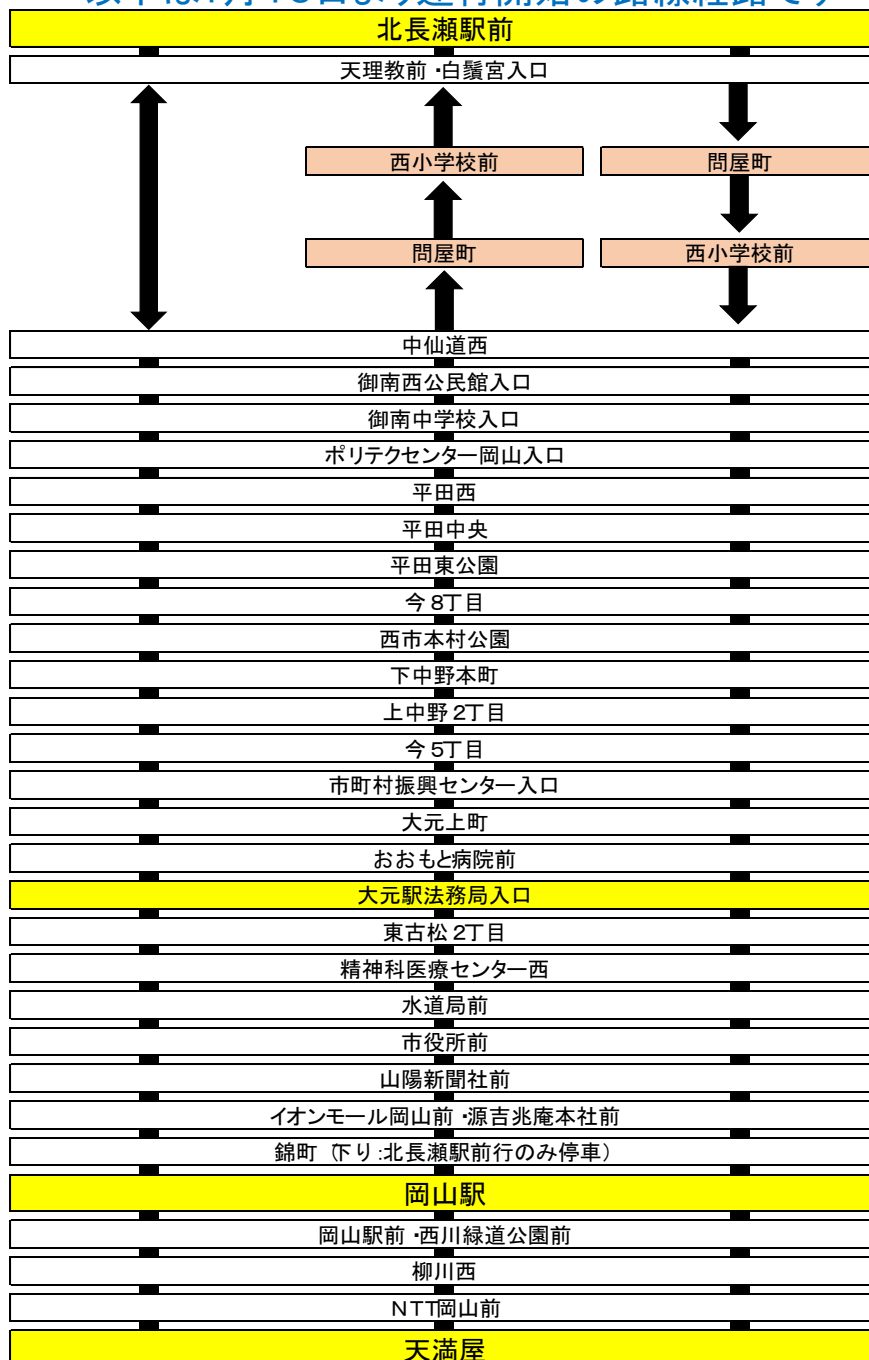 北長瀬駅前
天理教前・白鬚宮入口
西小学校前
問屋町
問屋町
西小学校前
中仙道西
御南西公民館入口
御南中学校入口
ポリテクセンター岡山入口
平田西
平田中央
平田東公園
今8丁目
西市本村公園
下中野本町
上中野2丁目
今5丁目
市町村振興センター入口
大元上町
おおもと病院前
大元駅法務局入口
東古松2丁目
精神科医療センター西
水道局前
市役所前
山陽新聞社前
イオンモール岡山前・源吉兆庵本社前
錦町(下り:北長瀬駅前行のみ停車)
岡山駅
岡山駅前・西川緑道公園前
柳川西
NTT岡山前
天満屋